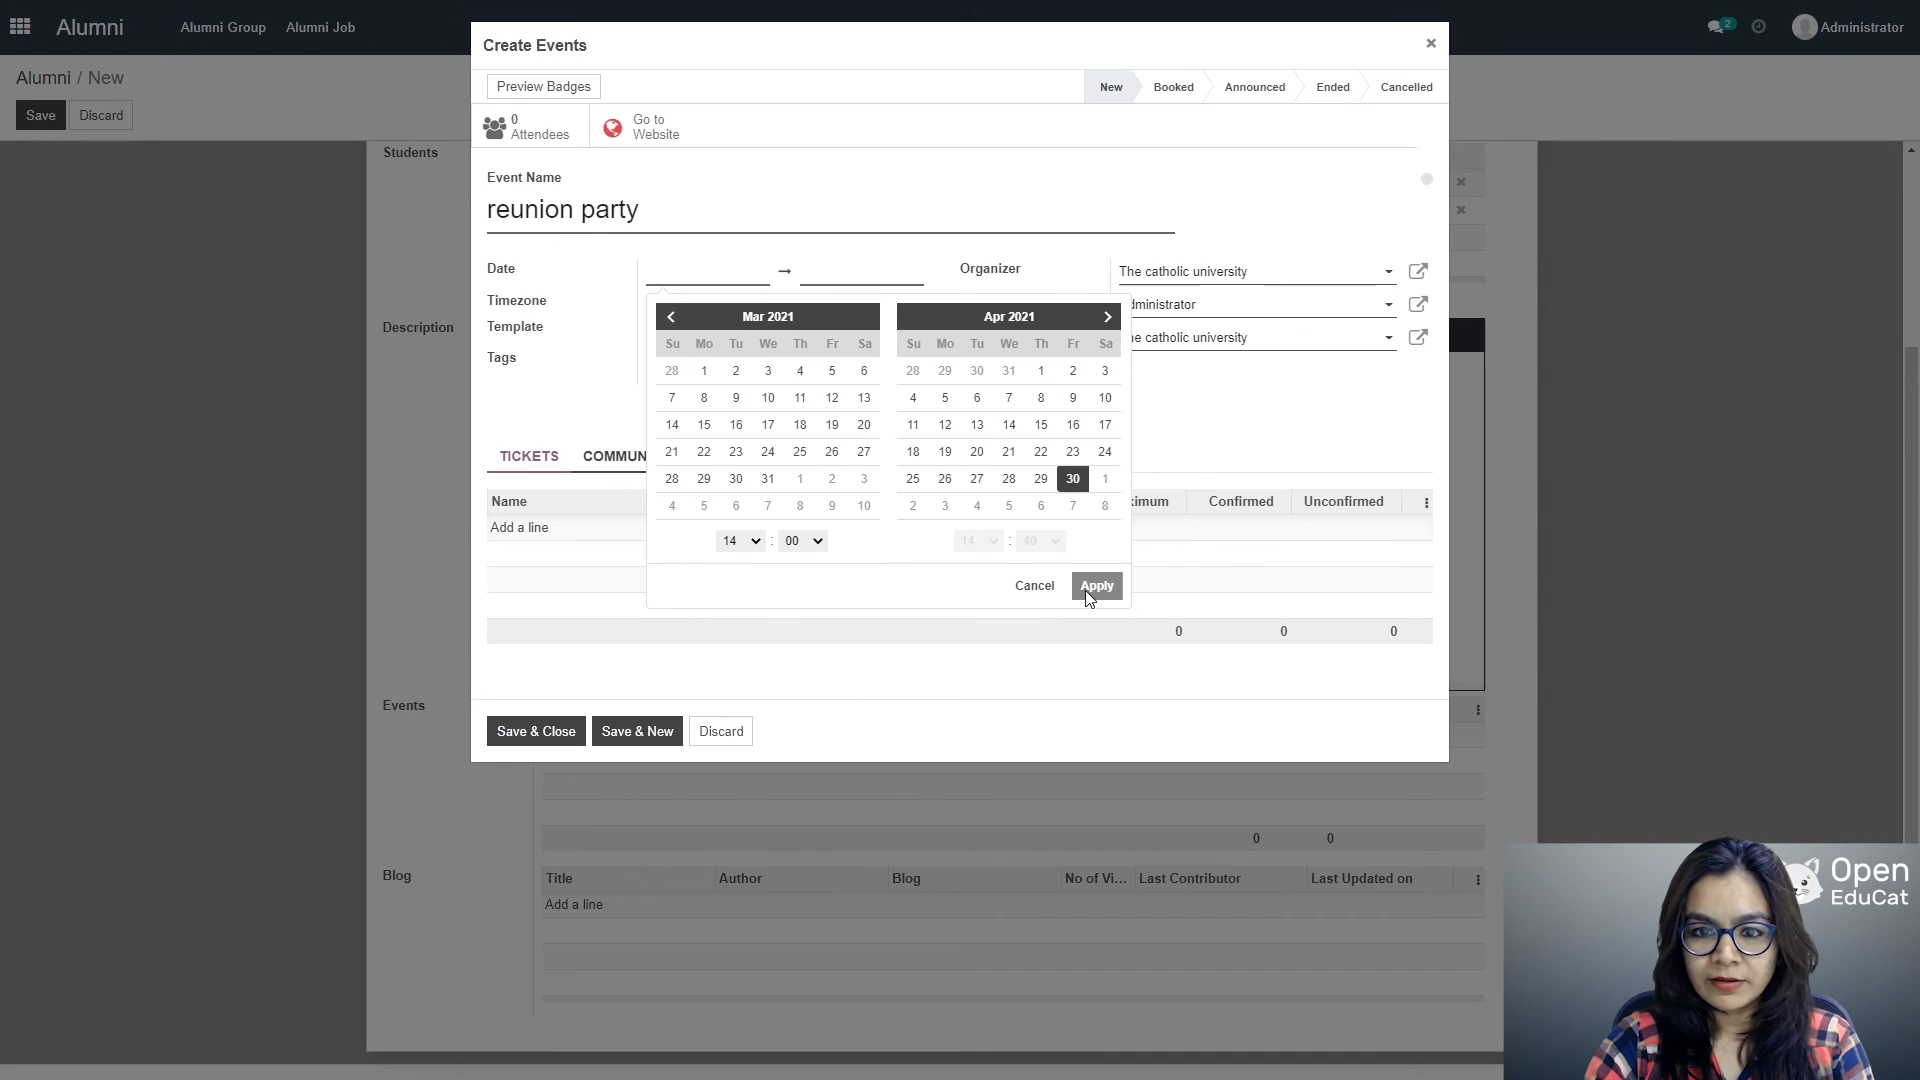 Alumni
Alumni Group
Alumni Job
2
Administrator
Alumni / New
Save
Discard
Create Events
×
Preview Badges
New
Booked
Announced
Ended
Cancelled
0
Attendees
Go to
Website
Students
Event Name
reunion party
Date
Organizer
The catholic university
Timezone
dministrator
Description
Template
e catholic university
Tags
Mar 2021
Su Mo Tu We Th Fr Sa
28 1 2 3 4 5 6
7 8 9 10 11 12 13
14 15 16 17 18 19 20
21 22 23 24 25 26 27
28 29 30 31 1 2 3
4 5 6 7 8 9 10
14 : 00
Apr 2021
Su Mo Tu We Th Fr Sa
28 29 30 31 1 2 3
4 5 6 7 8 9 10
11 12 13 14 15 16 17
18 19 20 21 22 23 24
25 26 27 28 29 30 1
2 3 4 5 6 7 8
14 : 40
Cancel
Apply
TICKETS
COMMUN
Name
ximum
Confirmed
Unconfirmed
Add a line
0 0 0
Save & Close
Save & New
Discard
Events
0 0
Blog
Title
Author
Blog
No of Vi...
Last Contributor
Last Updated on
Add a line
Open
EduCat